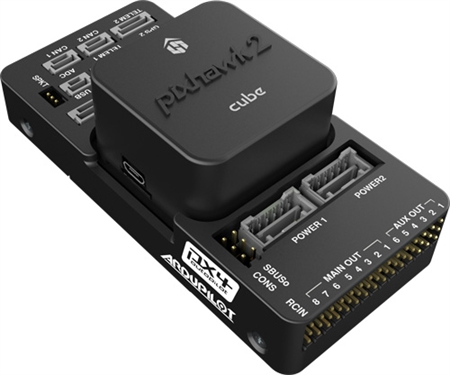 TELEM 2
TELEM 1
CAN 2
CAN 1
GPS 2
ADC
SPK
USB
pixhawk2
cube
POWER2
POWER 1
AUX OUT
6 5 4 3 2 1
MAIN OUT
8 7 6 5 4 3 2 1
SBUSo
CONS
RCIN
PX4
ARDUPILOT